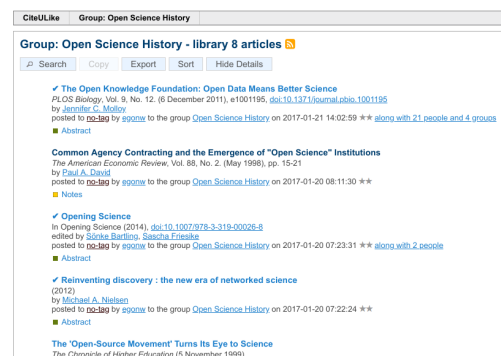 CiteULike Group: Open Science History
Group: Open Science History - library 8 articles
Search Copy Export Sort Hide Details
✔ The Open Knowledge Foundation: Open Data Means Better Science
PLOS Biology, Vol. 9, No. 12. (6 December 2011), e1001195, doi:10.1371/journal.pbio.1001195
by Jennifer C. Molloy
posted to no-tag by egonw to the group Open Science History on 2017-01-21 14:02:59 ★★ along with 21 people and 4 groups
Abstract
Common Agency Contracting and the Emergence of "Open Science" Institutions
The American Economic Review, Vol. 88, No. 2. (May 1998), pp. 15-21
by Paul A. David
posted to no-tag by egonw to the group Open Science History on 2017-01-20 08:11:30 ★★
Notes
✔ Opening Science
In Opening Science (2014), doi:10.1007/978-3-319-00026-8
edited by Sönke Bartling, Sascha Friesike
posted to no-tag by egonw to the group Open Science History on 2017-01-20 07:23:31 ★★ along with 2 people
Abstract
✔ Reinventing discovery : the new era of networked science
(2012)
by Michael A. Nielsen
posted to no-tag by egonw to the group Open Science History on 2017-01-20 07:22:24 ★★
Abstract
The 'Open-Source Movement' Turns Its Eye to Science
The Chronicle of Higher Education (5 November 1999)